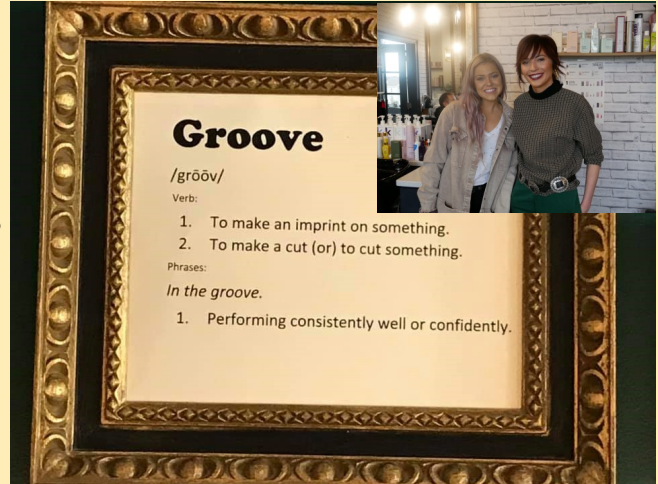 Groove
/grōōv/
Verb:
1. To make an imprint on something.
2. To make a cut (or) to cut something.
Phrases:
In the groove.
1. Performing consistently well or confidently.